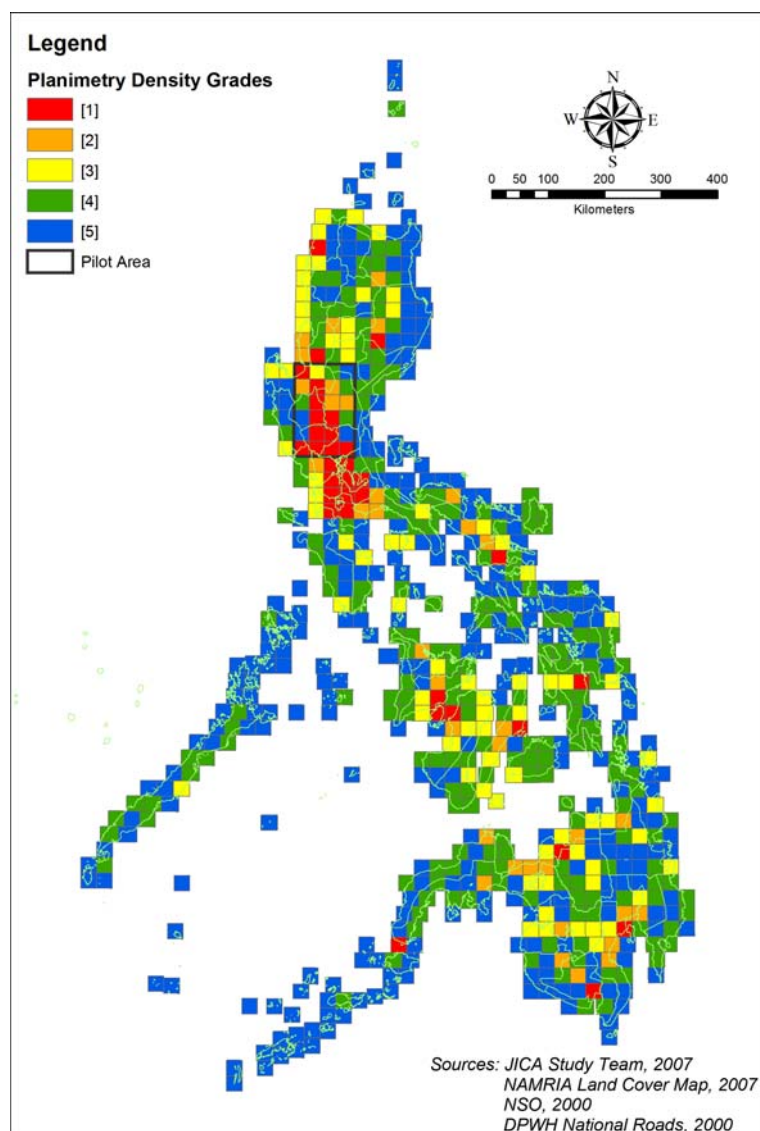 Legend
Planimetry Density Grades
[1]
[2]
[3]
[4]
[5]
Pilot Area
N
W E
S
0 50 100 200 300 400
Kilometers
Sources: JICA Study Team, 2007
NAMRIA Land Cover Map, 2007
NSO, 2000
DPWH National Roads, 2000